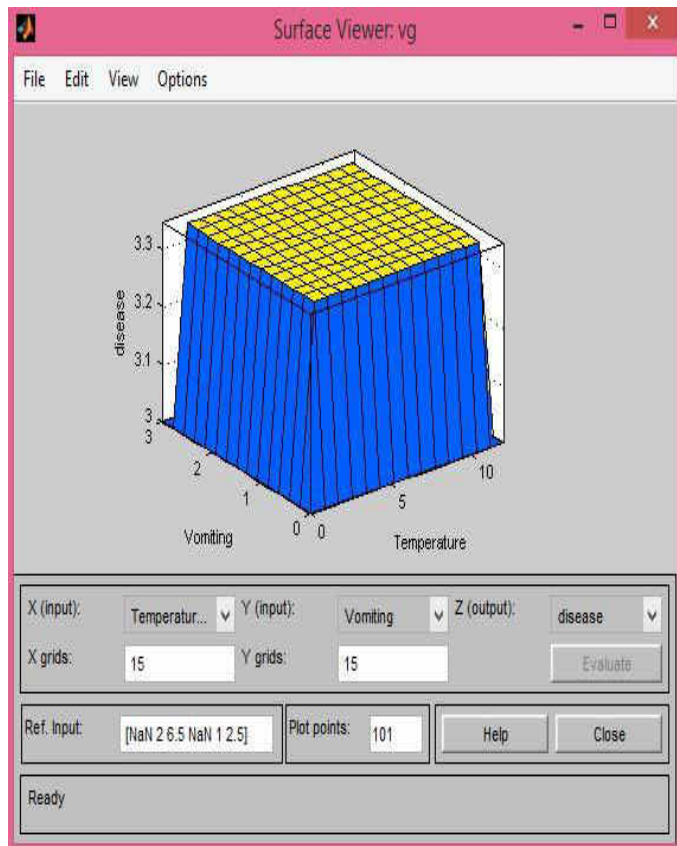 Surface Viewer: vg
File Edit View Options
3.3
3.2
3.1
3
disease
3
2
1
0
Vomiting
0
5
10
Temperature
X (input): Temperatur... Y (input): Vomiting Z (output): disease
X grids: 15 Y grids: 15 Evaluate
Ref. Input: [NaN 2 6.5 NaN 1 2.5] Plot points: 101 Help Close
Ready